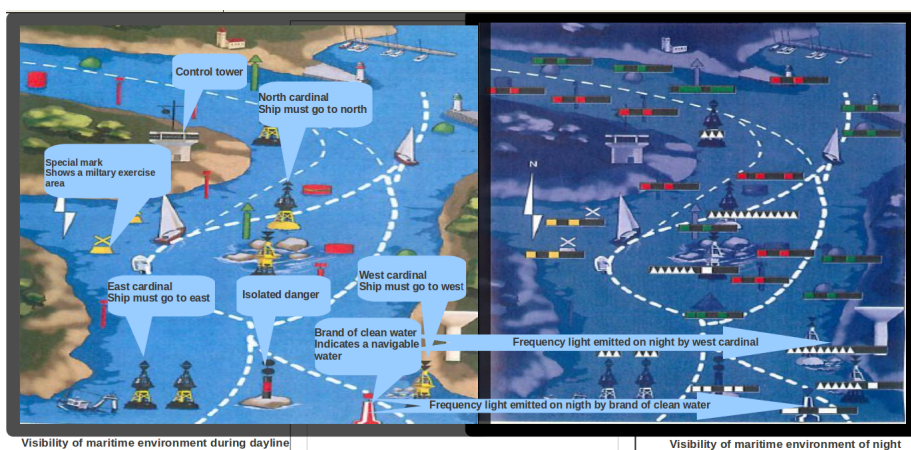 Control tower
North cardinal
Ship must go to north
Special mark
Shows a miltary exercise
area
N
East cardinal
Ship must go to east
Isolated danger
West cardinal
Ship must go to west
Brand of clean water
Indicates a navigable
water
Frequency light emitted on night by west cardinal
Frequency light emitted on nigth by brand of clean water
Visibility of maritime environment during dayline
Visibility of maritime environment of night